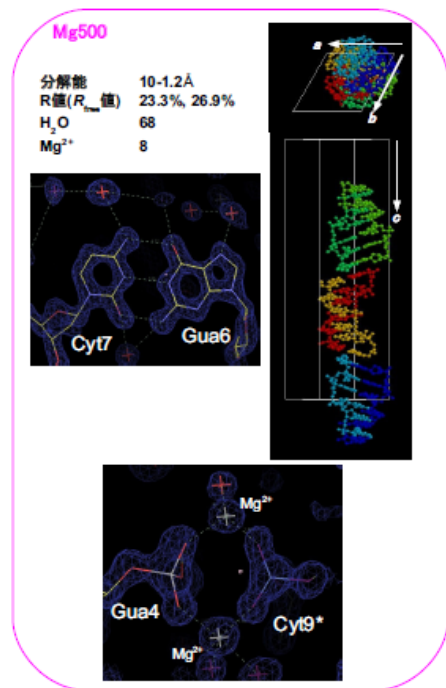 Mg500
分解能 10-1.2Å
R値(R_free値) 23.3%, 26.9%
H₂O 68
Mg²⁺ 8
a
b
c
Cyt7 Gua6
Mg²⁺
Gua4 Cyt9*
Mg²⁺